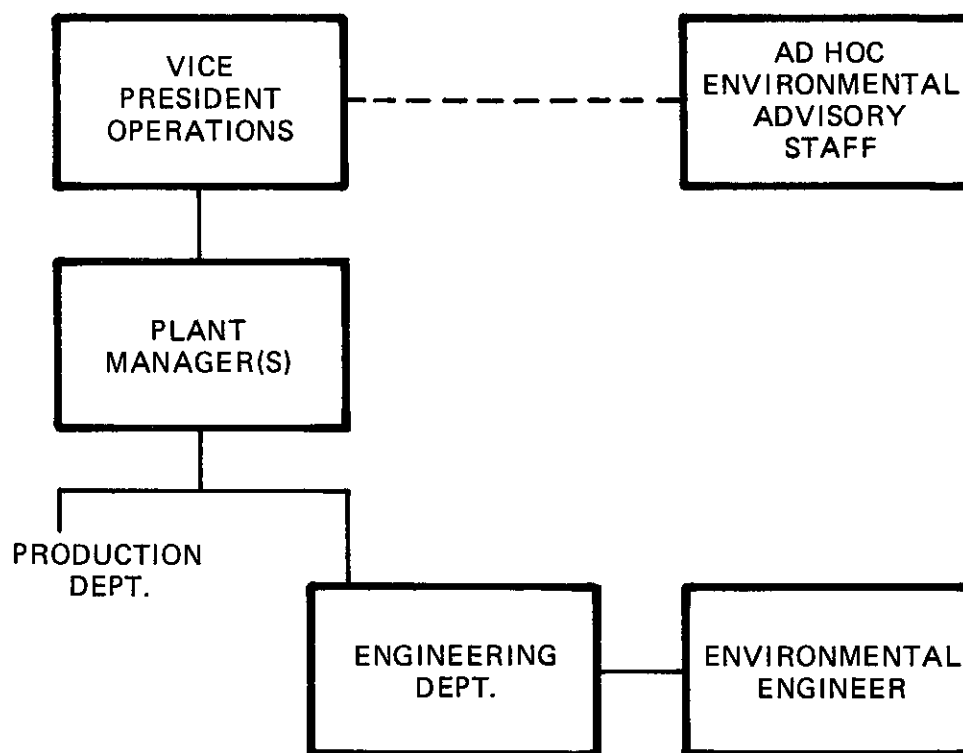 VICE
PRESIDENT
OPERATIONS
AD HOC
ENVIRONMENTAL
ADVISORY
STAFF
PLANT
MANAGER(S)
PRODUCTION
DEPT.
ENGINEERING
DEPT.
ENVIRONMENTAL
ENGINEER